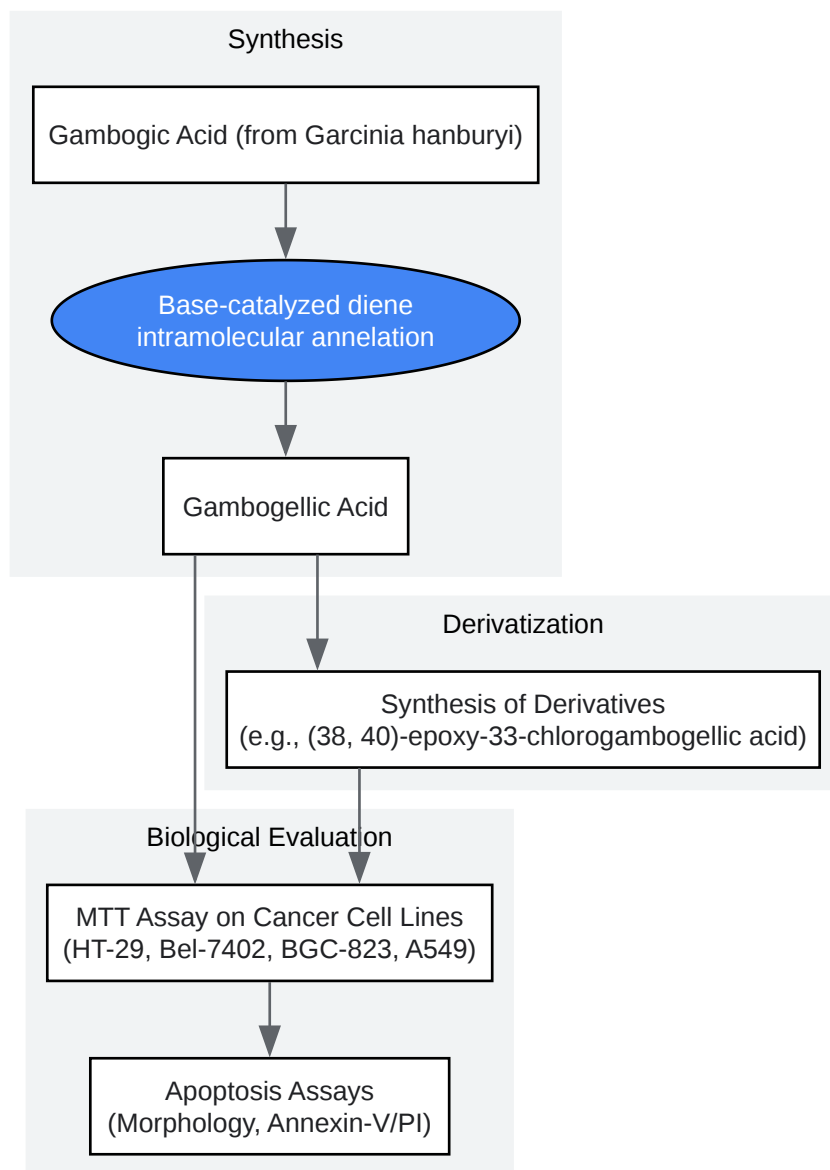 Synthesis
Gambogic Acid (from Garcinia hanburyi)
Base-catalyzed diene
intramolecular annelation
Gambogellic Acid
Derivatization
Synthesis of Derivatives
(e.g., (38, 40)-epoxy-33-chlorogambogellic acid)
Biological Evaluation
MTT Assay on Cancer Cell Lines
(HT-29, Bel-7402, BGC-823, A549)
Apoptosis Assays
(Morphology, Annexin-V/PI)